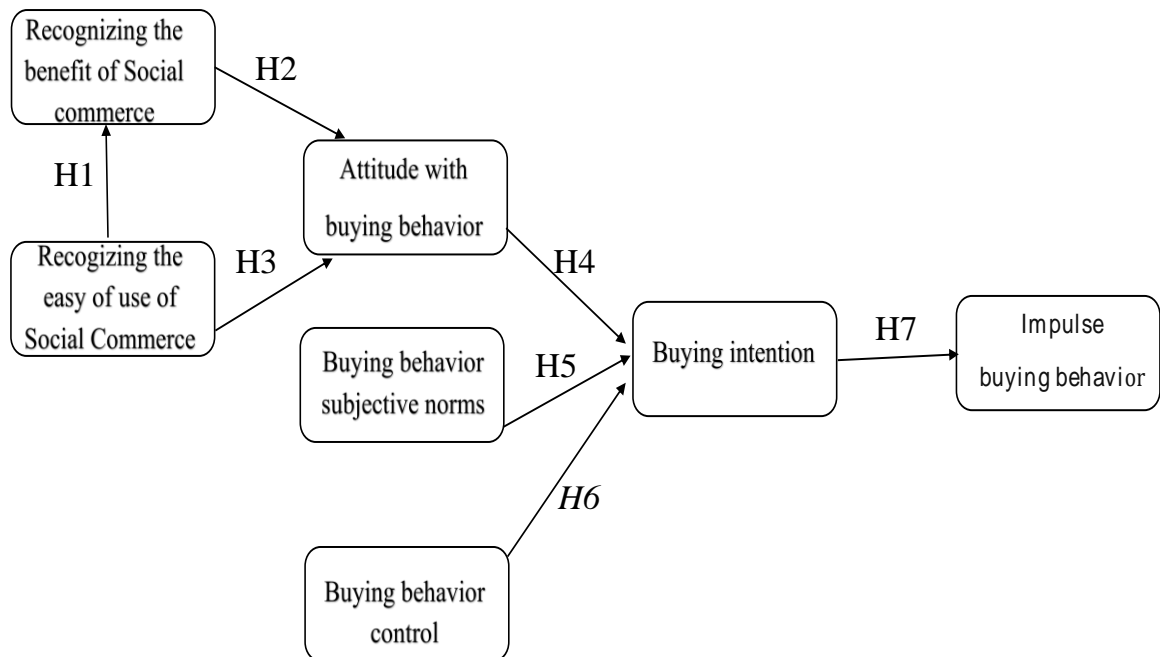 Recognizing the
benefit of Social
commerce
H2
H1
Attitude with
buying behavior
Recogizing the
easy of use of
Social Commerce
H3
H4
Buying behavior
subjective norms
H5
Buying intention
H7
Impulse
buying behavior
H6
Buying behavior
control